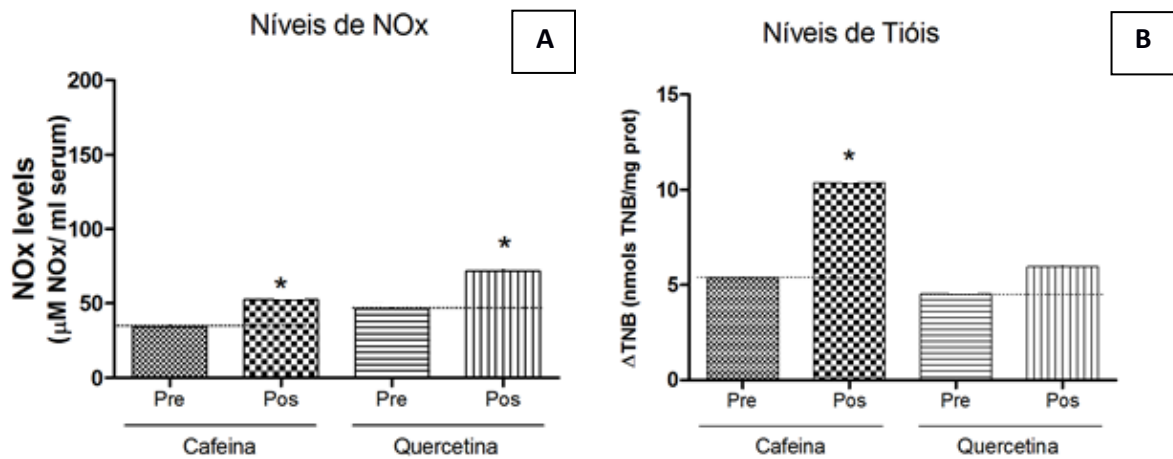 Níveis de NOx
A
NOx levels
(µM NOx/ ml serum)
200
150
100
50
0
*
*
Pre Pos Pre Pos
Cafeina Quercetina
Níveis de Tióis
B
ΔTNB (nmols TNB/mg prot)
15
10
5
0
*
Pre Pos Pre Pos
Cafeina Quercetina